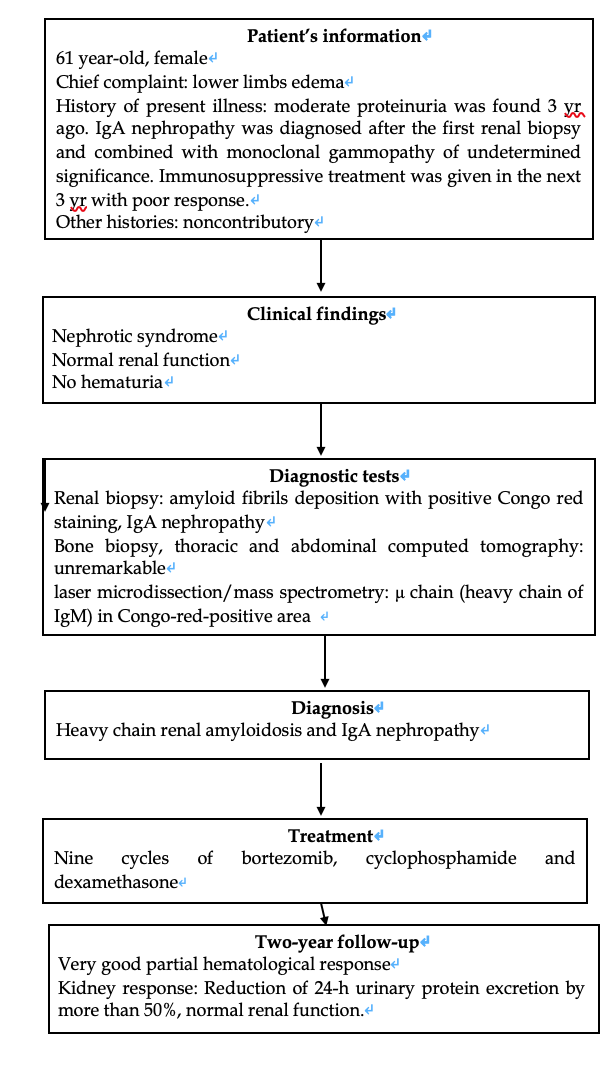 Patient's information
61 year-old, female
Chief complaint: lower limbs edema
History of present illness: moderate proteinuria was found 3 yr
ago. IgA nephropathy was diagnosed after the first renal biopsy
and combined with monoclonal gammopathy of undetermined
significance. Immunosuppressive treatment was given in the next
3 yr with poor response.
Other histories: noncontributory
Clinical findings
Nephrotic syndrome
Normal renal function
No hematuria
Diagnostic tests
Renal biopsy: amyloid fibrils deposition with positive Congo red
staining, IgA nephropathy
Bone biopsy, thoracic and abdominal computed tomography:
unremarkable
laser microdissection/mass spectrometry: μ chain (heavy chain of
IgM) in Congo-red-positive area
Diagnosis
Heavy chain renal amyloidosis and IgA nephropathy
Treatment
Nine cycles of bortezomib, cyclophosphamide and
dexamethasone
Two-year follow-up
Very good partial hematological response
Kidney response: Reduction of 24-h urinary protein excretion by
more than 50%, normal renal function.